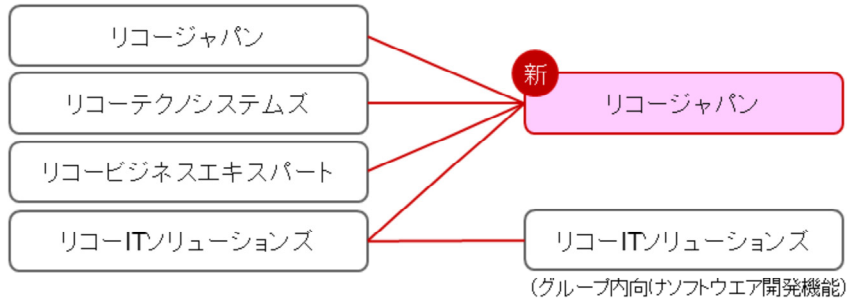 リコージャパン
リコーテクノシステムズ
リコービジネスエキスパート
リコーITソリューションズ
新
リコージャパン
リコーITソリューションズ
(グループ内向けソフトウエア開発機能)